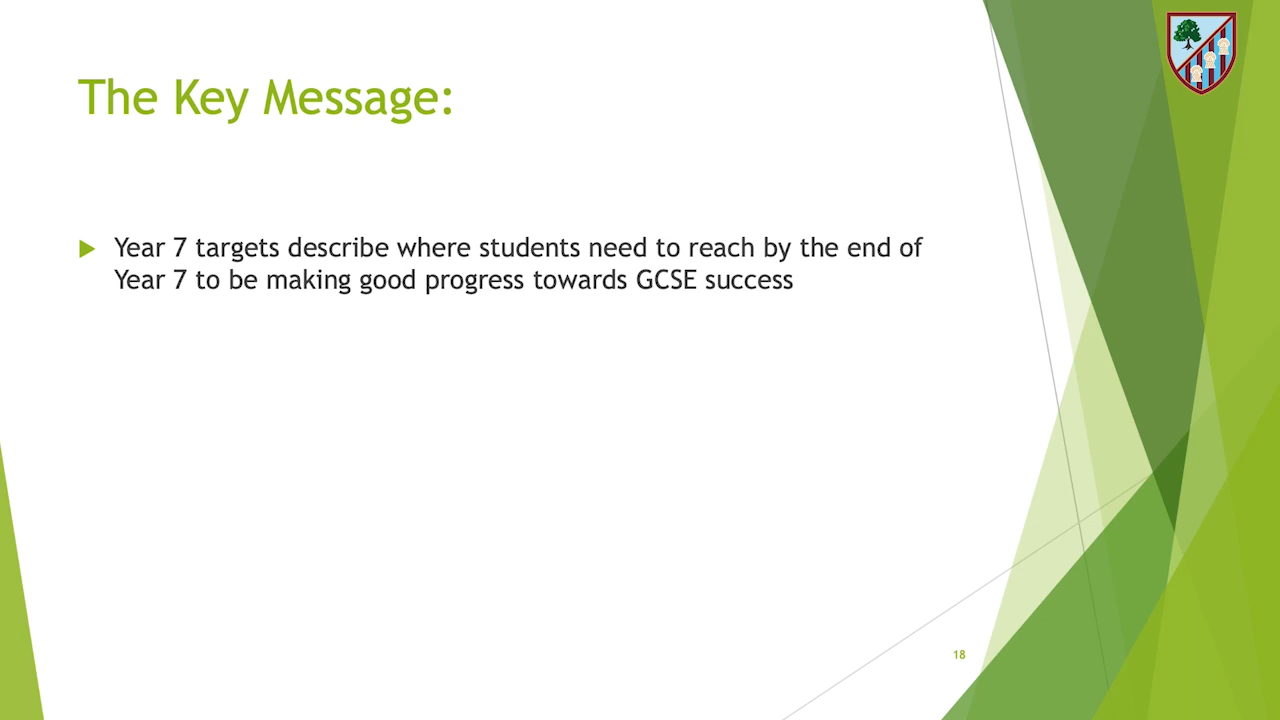 The Key Message:
Year 7 targets describe where students need to reach by the end of
Year 7 to be making good progress towards GCSE success
18